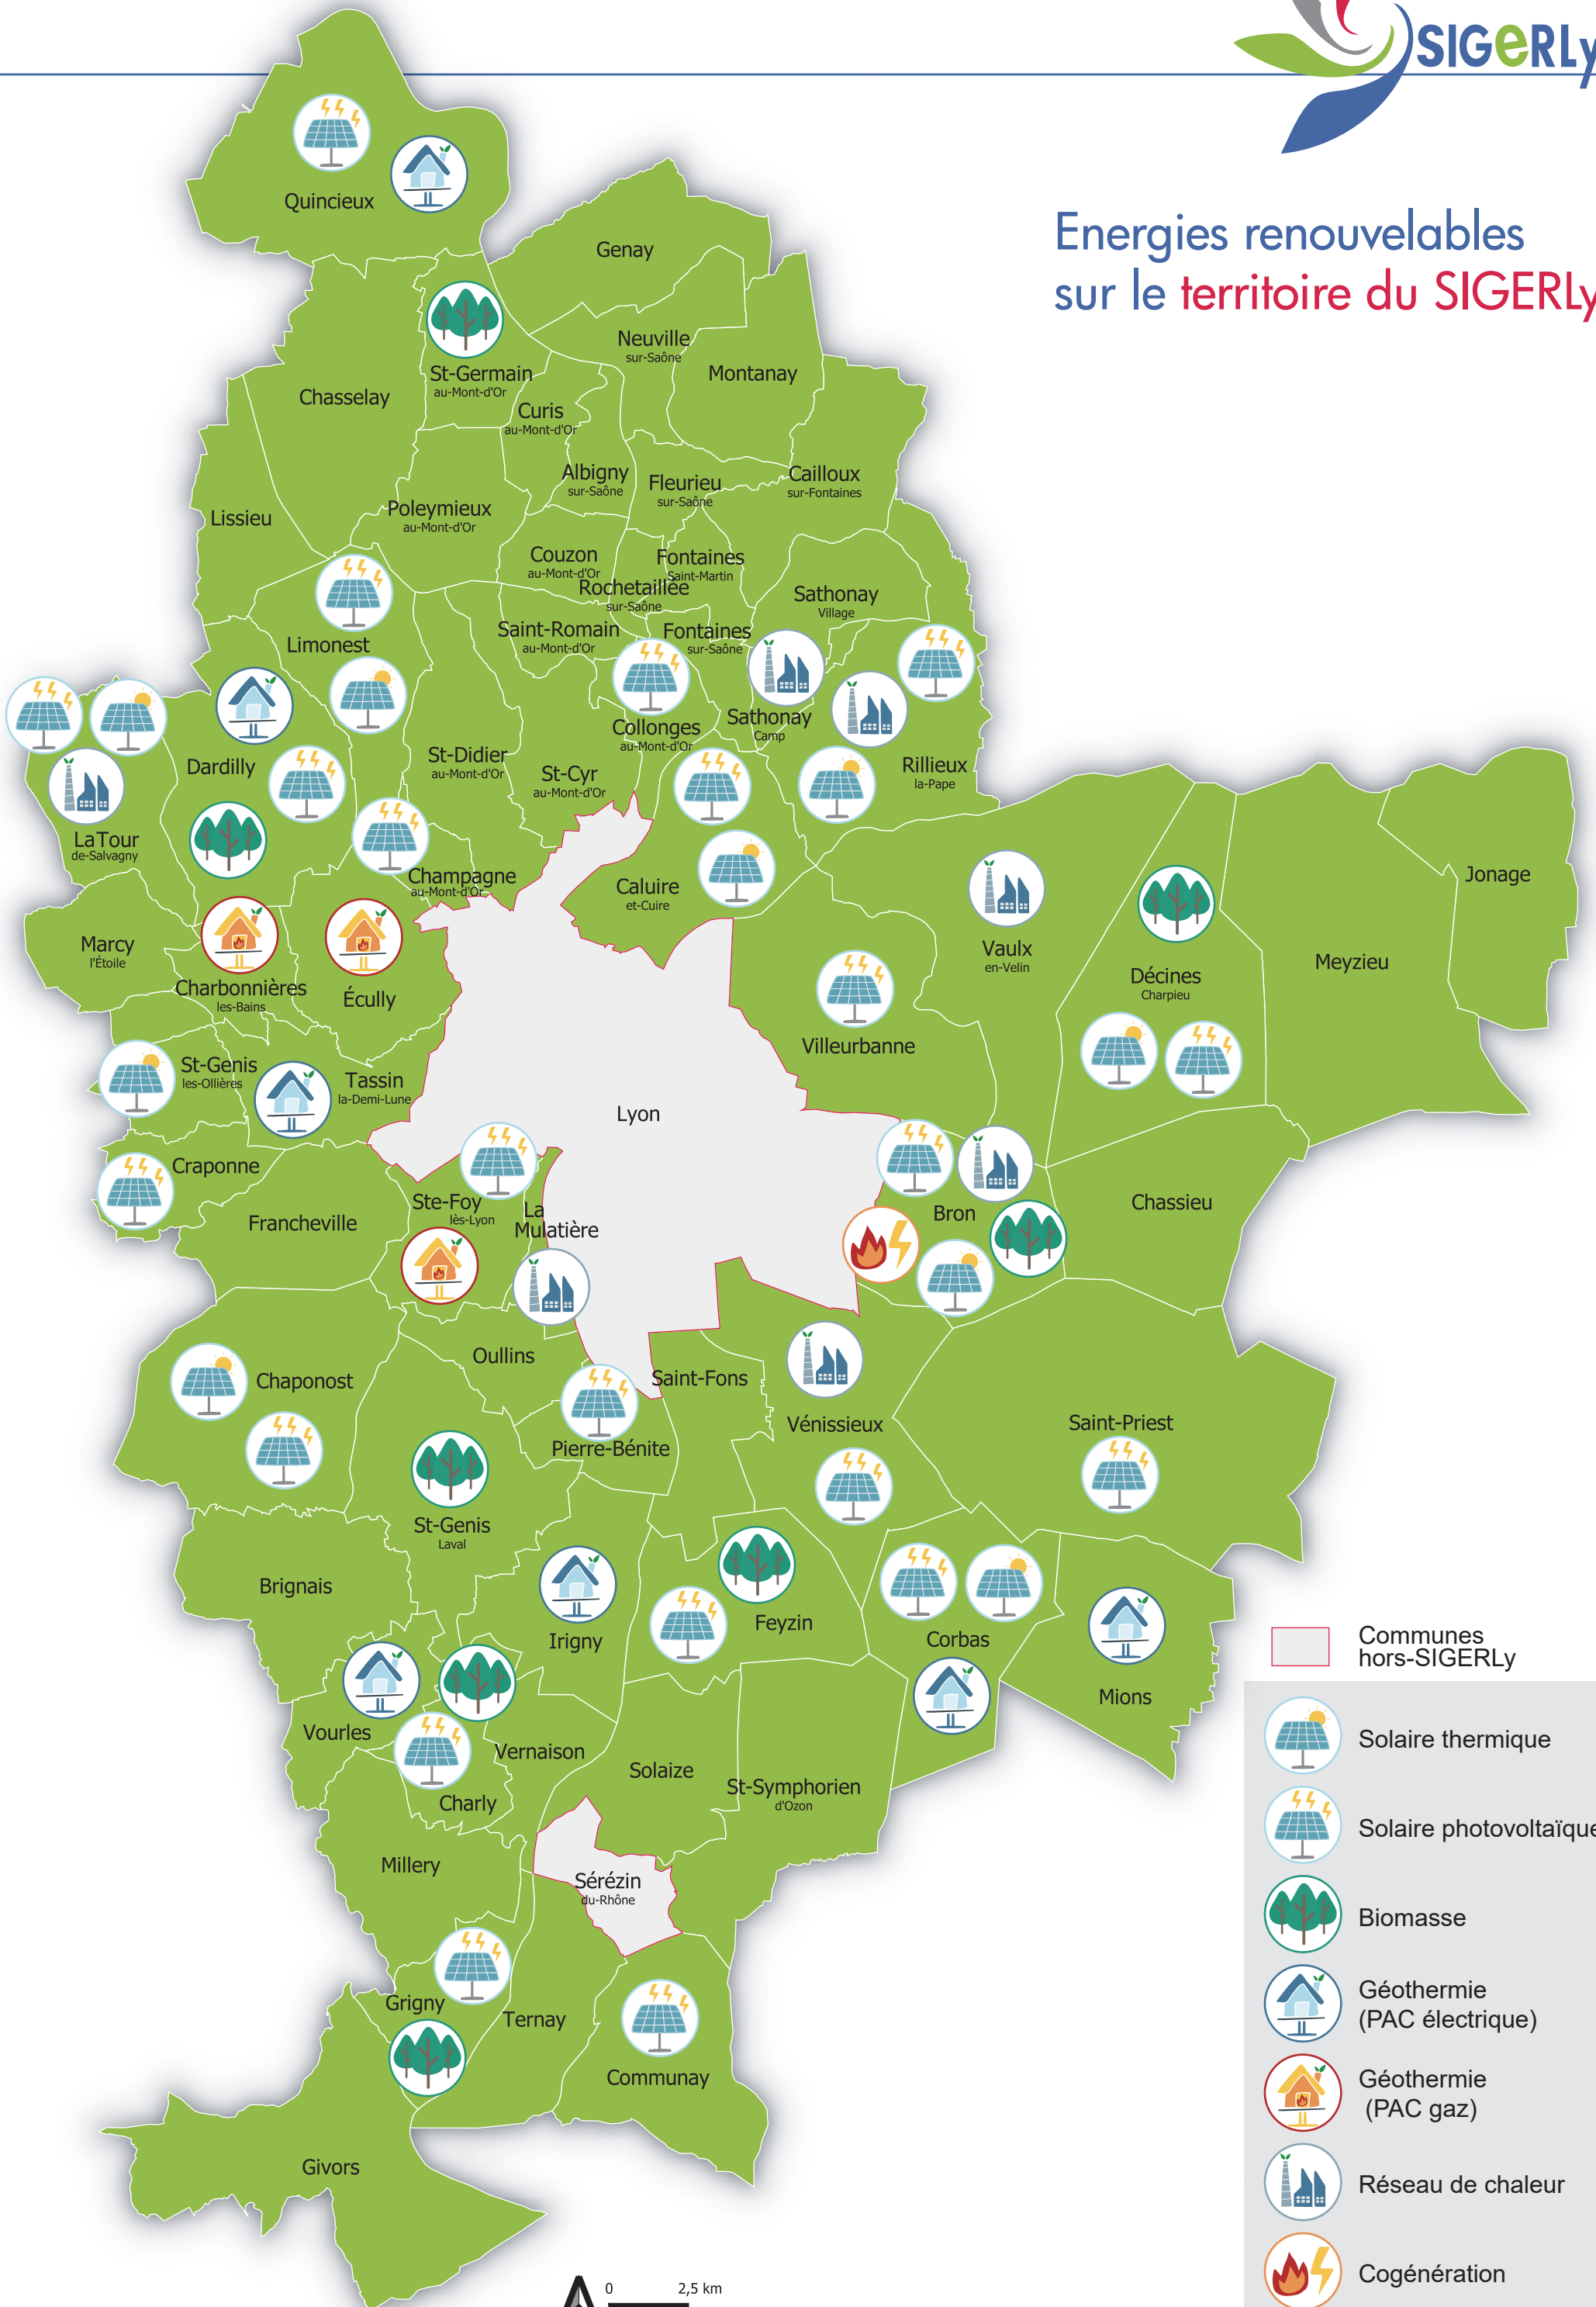 SIGeRLy
Energies renouvelables
sur le territoire du SIGERLy
Quincieux
Genay
Neuville
sur-Saône
Montanay
St-Germain
au-Mont-d'Or
Chasselay
Curis
au-Mont-d'Or
Albigny
sur-Saône
Fleurieu
sur-Saône
Cailloux
sur-Fontaines
Lissieu
Poleymieux
au-Mont-d'Or
Couzon
au-Mont-d'Or
Fontaines
Saint-Martin
Rochetaillée
sur-Saône
Sathonay
Village
Saint-Romain
au-Mont-d'Or
Fontaines
sur-Saône
Limonest
Collonges
au-Mont-d'Or
Sathonay
Camp
Dardilly
St-Didier
au-Mont-d'Or
St-Cyr
au-Mont-d'Or
Rillieux
la-Pape
La Tour
de-Salvagny
Champagne
au-Mont-d'Or
Caluire
et-Cuire
Jonage
Marcy
l'Étoile
Vaulx
en-Velin
Meyzieu
Décines
Charpieu
Charbonnières
les-Bains
Écully
Villeurbanne
St-Genis
les-Ollières
Tassin
la-Demi-Lune
Lyon
Craponne
Francheville
Ste-Foy
lès-Lyon
La
Mulatière
Bron
Chassieu
Oullins
Chaponost
Saint-Fons
Pierre-Bénite
Vénissieux
Saint-Priest
St-Genis
Laval
Brignais
Irigny
Feyzin
Corbas
Mions
Vourles
Vernaison
Charly
Solaize
St-Symphorien
d'Ozon
Millery
Sérézin
du-Rhône
Grigny
Ternay
Communay
Givors
0 2,5 km
Communes
hors-SIGERLy
Solaire thermique
Solaire photovoltaïque
Biomasse
Géothermie
(PAC électrique)
Géothermie
(PAC gaz)
Réseau de chaleur
Cogénération